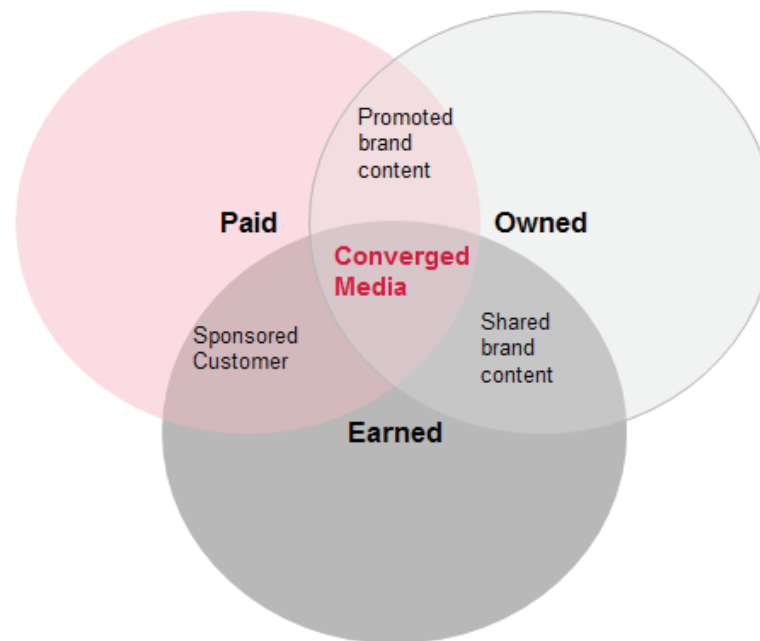 Promoted
brand
content
Paid
Owned
Converged
Media
Sponsored
Customer
Shared
brand
content
Earned